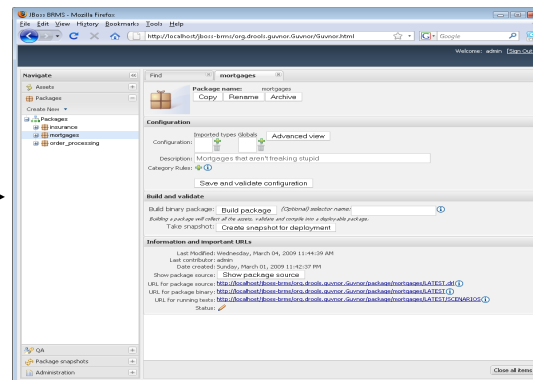 JBoss BRMS - Mozilla Firefox
File Edit View History Bookmarks Tools Help
http://localhost/jboss-brms/org.drools.guvnor.Guvnor/Guvnor.html
Google
Welcome: admin [Sign Out
Navigate
Assets
Packages
Create New
Packages
insurance
mortgages
order_processing
QA
Package snapshots
Administration
Find mortgages
Package name: mortgages
Copy Rename Archive
Configuration
Imported types Globals Advanced view
Configuration:
Description: Mortgages that aren't freaking stupid
Category Rules:
Save and validate configuration
Build and validate
Build binary package: Build package (Optional) selector name:
Building a package will collect all the assets, validate and compile into a deployable package.
Take snapshot: Create snapshot for deployment
Information and important URLs
Last Modified: Wednesday, March 04, 2009 11:44:39 AM
Last contributor: admin
Date created: Sunday, March 01, 2009 11:42:37 PM
Show package source: Show package source
URL for package source: http://localhost/jboss-brms/org.drools.guvnor.Guvnor/package/mortgages/LATEST.drl
URL for package binary: http://localhost/jboss-brms/org.drools.guvnor.Guvnor/package/mortgages/LATEST
URL for running tests: http://localhost/jboss-brms/org.drools.guvnor.Guvnor/package/mortgages/LATEST/SCENARIOS
Status:
Close all items